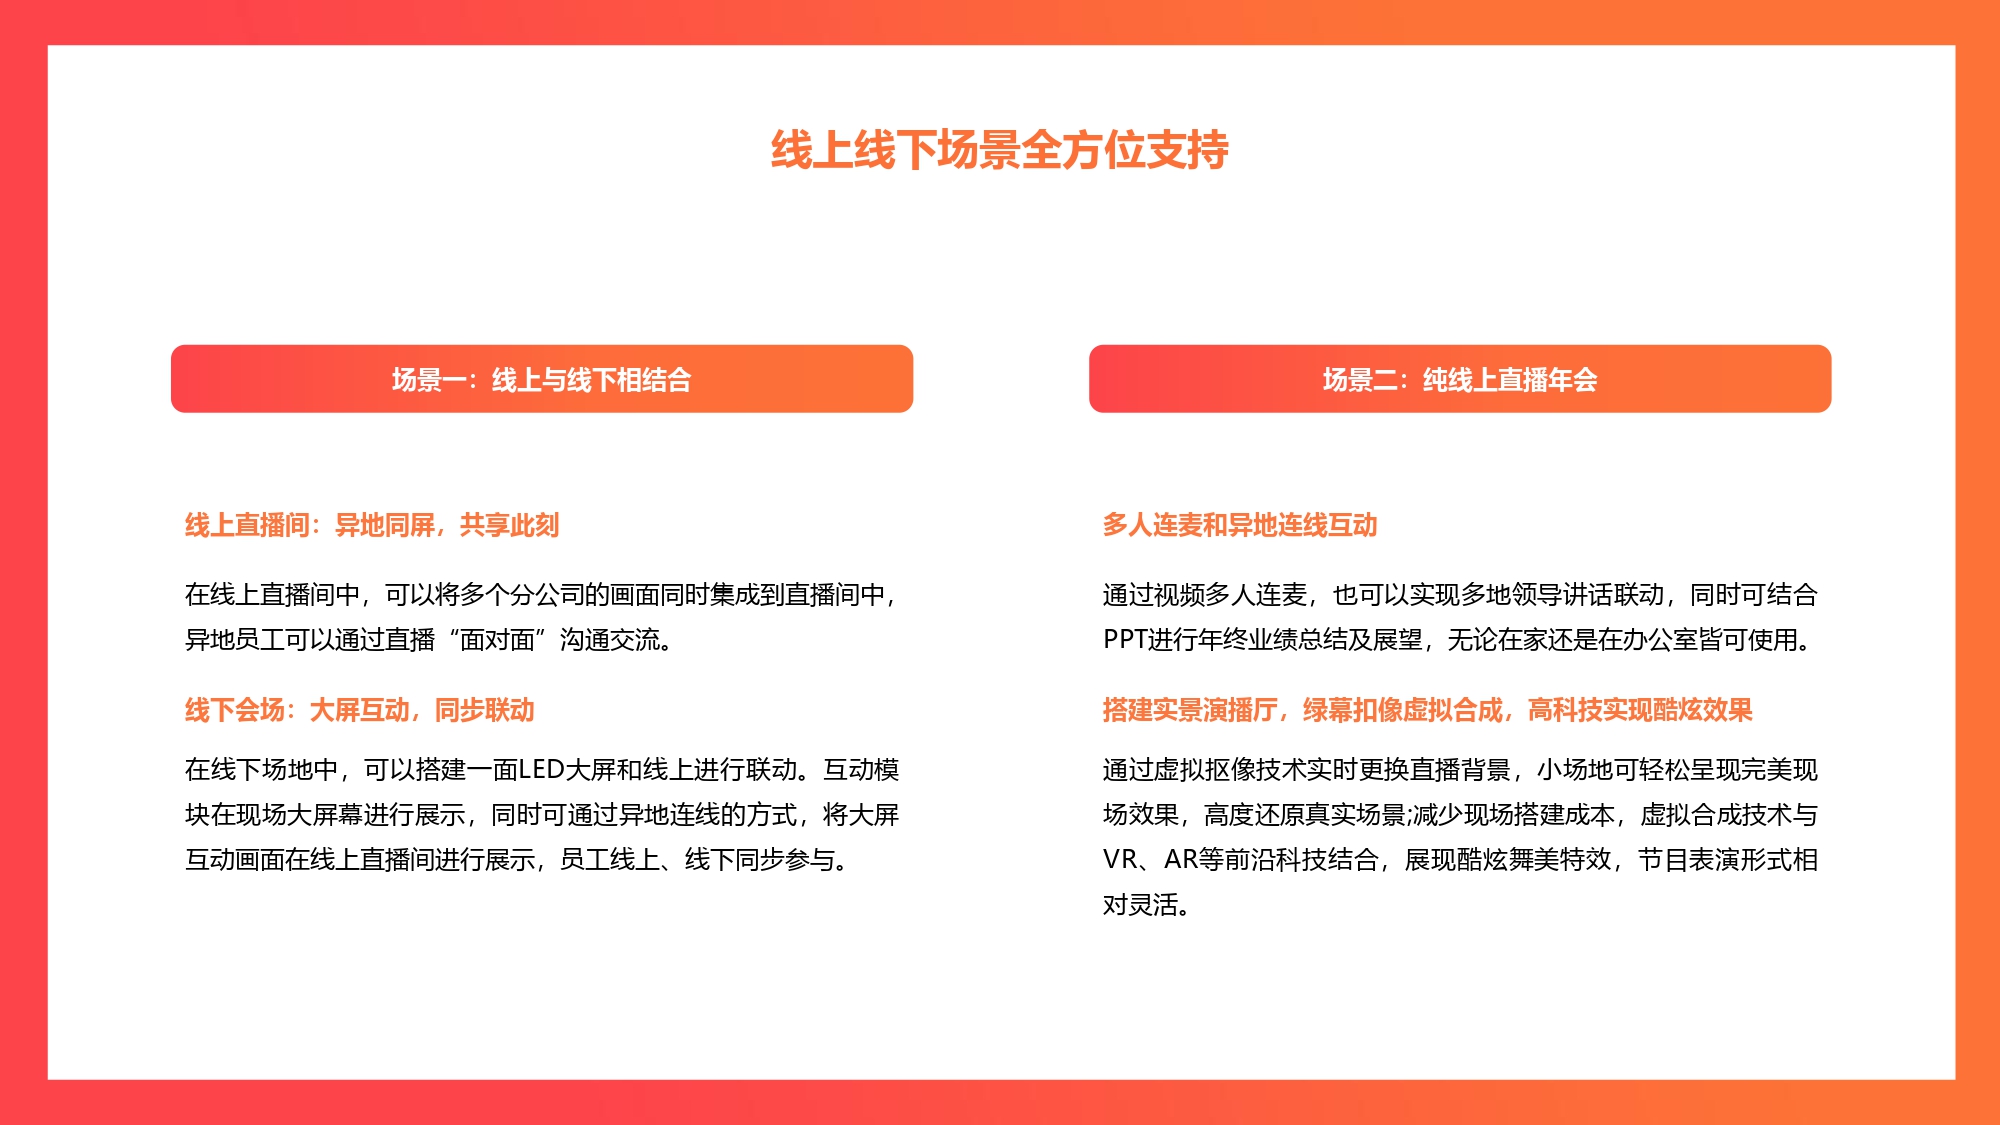 线上线下场景全方位支持
场景一：线上与线下相结合
线上直播间：异地同屏，共享此刻
在线上直播间中，可以将多个分公司的画面同时集成到直播间中，
异地员工可以通过直播“面对面”沟通交流。
线下会场：大屏互动，同步联动
在线下场地中，可以搭建一面LED大屏和线上进行联动。互动模
块在现场大屏幕进行展示，同时可通过异地连线的方式，将大屏
互动画面在线上直播间进行展示，员工线上、线下同步参与。
场景二：纯线上直播年会
多人连麦和异地连线互动
通过视频多人连麦，也可以实现多地领导讲话联动，同时可结合
PPT进行年终业绩总结及展望，无论在家还是在办公室皆可使用。
搭建实景演播厅，绿幕扣像虚拟合成，高科技实现酷炫效果
通过虚拟抠像技术实时更换直播背景，小场地可轻松呈现完美现
场效果，高度还原真实场景;减少现场搭建成本，虚拟合成技术与
VR、AR等前沿科技结合，展现酷炫舞美特效，节目表演形式相
对灵活。